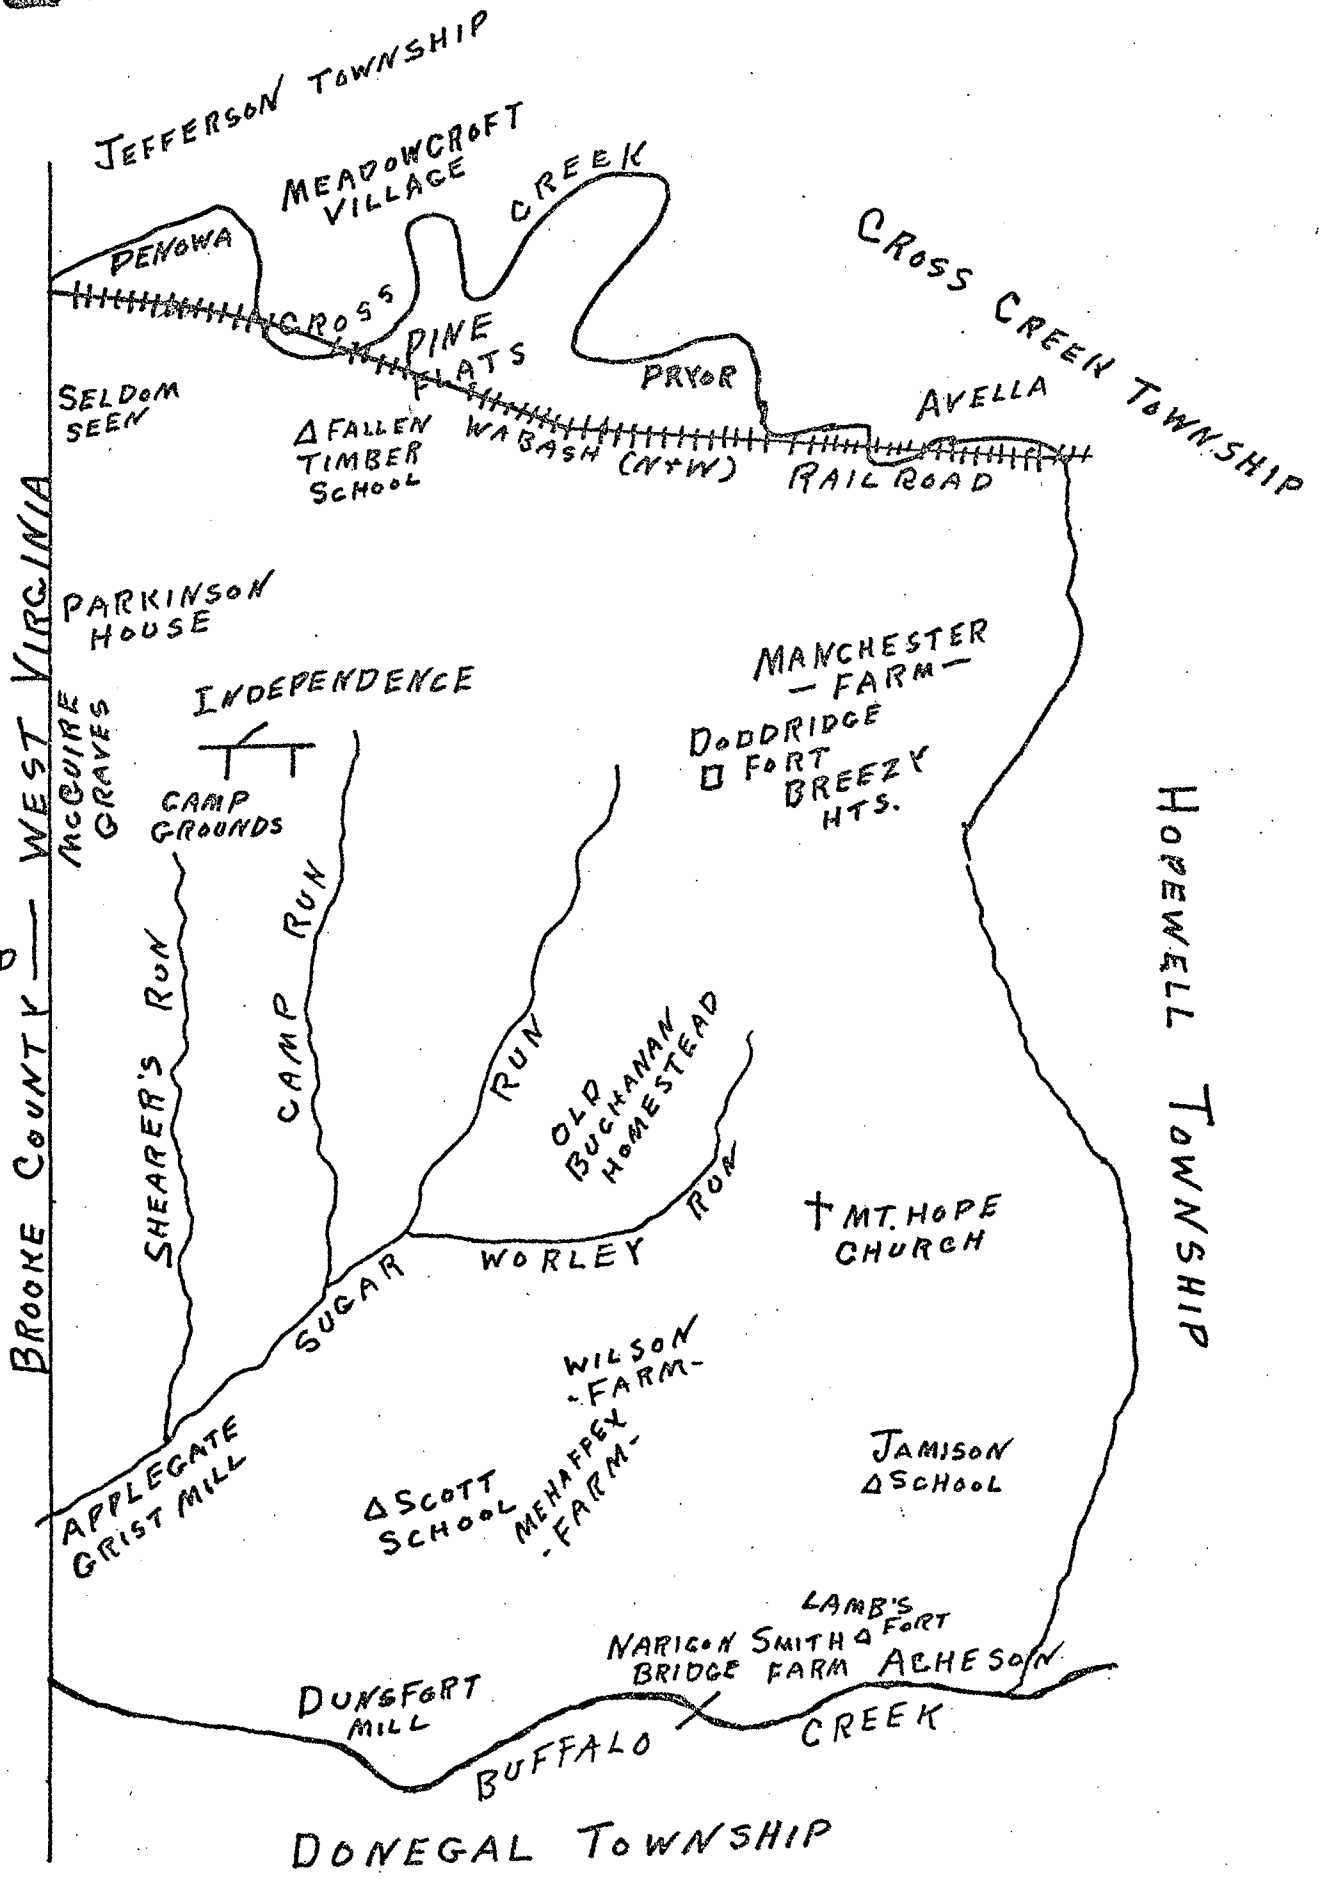 JEFFERSON TOWNSHIP
MEADOWCROFT
VILLAGE
CROSS CREEK
PENOWA
PINE
FLATS
PRYOR
AVELLA
CROSS CREEK TOWNSHIP
SELDOM
SEEN
FALLEN
TIMBER
SCHOOL
WABASH (N+W) RAILROAD
PARKINSON
HOUSE
INDEPENDENCE
MCGUIRE
GRAVES
CAMP
GROUNDS
MANCHESTER
- FARM -
DODDRIDGE
FORT
BREEZY
HTS.
BROOKE COUNTY — WEST VIRGINIA
HOPEWELL TOWNSHIP
SHEARER'S RUN
CAMP RUN
SUGAR RUN
OLD
BUCHANAN
HOMESTEAD
WORLEY RUN
MT. HOPE
CHURCH
WILSON
- FARM -
MEHAFPEX
- FARM -
APPLEGATE
GRIST MILL
SCOTT
SCHOOL
JAMISON
SCHOOL
LAMB'S
FORT
NARIGON
BRIDGE
SMITH
FARM
ACHESON
DUNSFORT
MILL
BUFFALO CREEK
DONEGAL TOWNSHIP